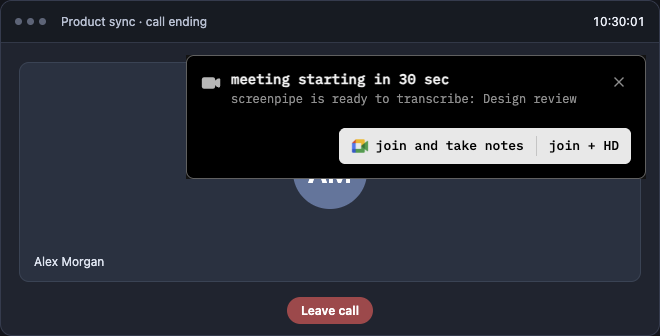 Product sync · call ending
10:30:01
meeting starting in 30 sec
screenpipe is ready to transcribe: Design review
join and take notes
join + HD
Alex Morgan
Leave call